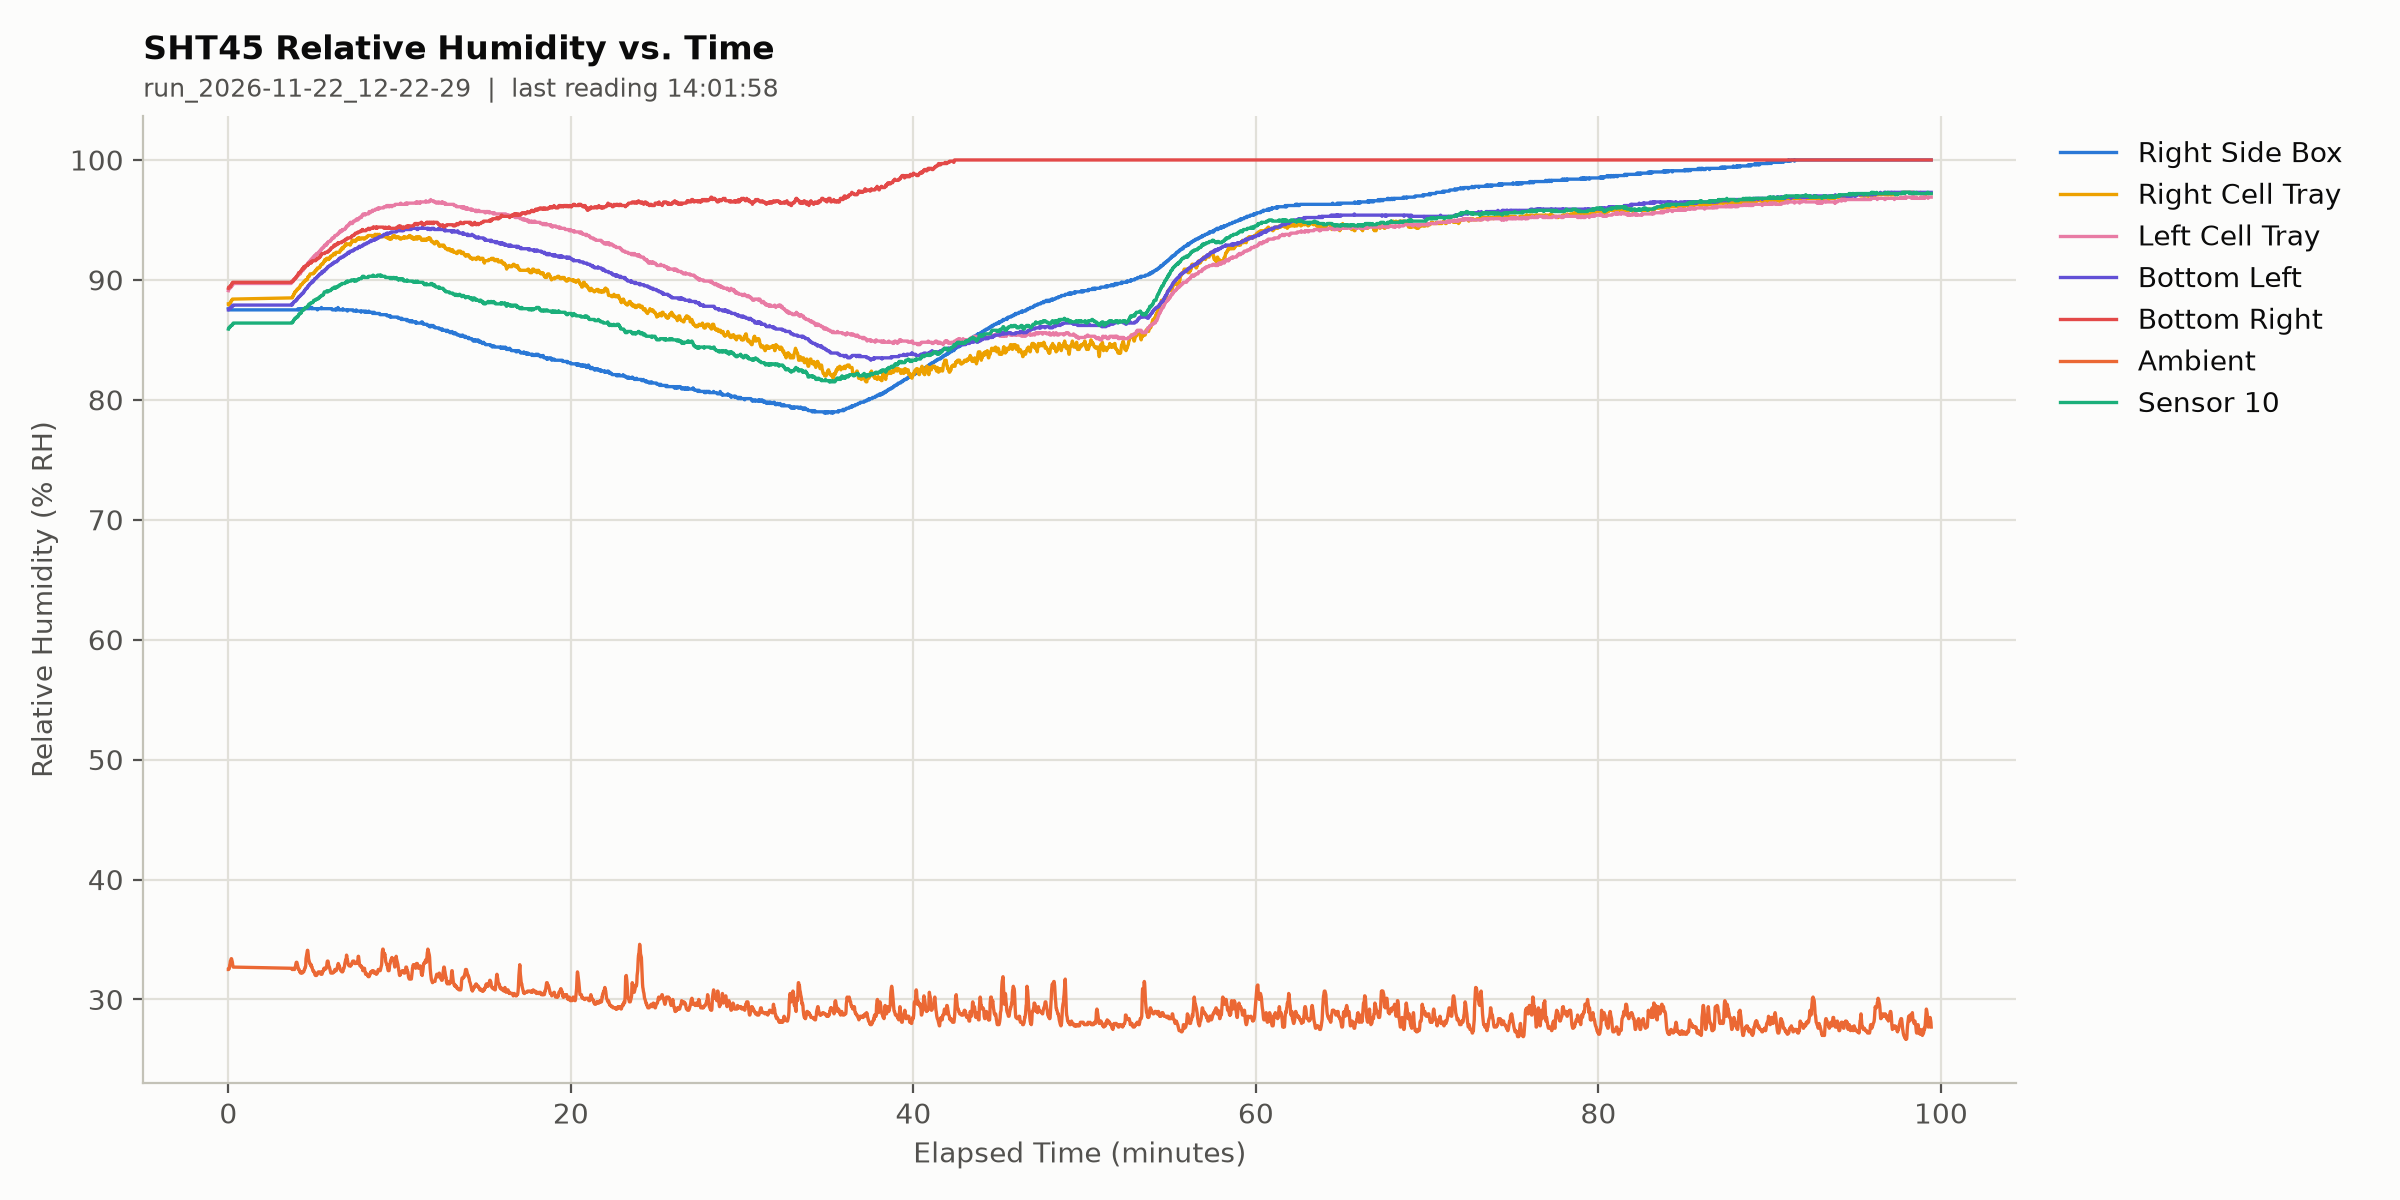 SHT45 Relative Humidity vs. Time
run_2026-11-22_12-22-29  |  last reading 14:01:58
Relative Humidity (% RH)
100
90
80
70
60
50
40
30
0
20
40
60
80
100
Elapsed Time (minutes)
Right Side Box
Right Cell Tray
Left Cell Tray
Bottom Left
Bottom Right
Ambient
Sensor 10